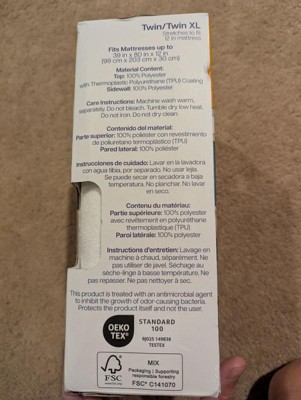 Twin/Twin XL
Stretches to fit
12 in mattress
Fits Mattresses up to
39 in x 80 in x 12 in
(99 cm x 203 cm x 30 cm)
Material Content:
Top: 100% Polyester
with Thermoplastic Polyurethane (TPU) Coating
Sidewall: 100% Polyester
Care Instructions: Machine wash warm,
separately. Do not bleach. Tumble dry low heat.
Do not iron. Do not dry clean.
Contenido del material:
Parte superior: 100% poliéster con revestimiento
de poliuretano termoplástico (TPU)
Pared lateral: 100% poliéster
Instrucciones de cuidado: Lavar en la lavadora
con agua tibia, por separado. No usar lejía.
Se puede secar en secadora a baja
temperatura. No planchar. No lavar
en seco.
Contenu du matériau:
Partie supérieure: 100% polyester
avec revêtement en polyuréthane
thermoplastique (TPU)
Paroi latérale: 100% polyester
Instructions d'entretien: Lavage en
machine à chaud, séparément. Ne
pas utiliser de javel. Séchage au
sèche-linge à basse température. Ne
pas repasser. Ne pas nettoyer à sec.
This product is treated with an antimicrobial agent
to inhibit the growth of odor-causing bacteria.
Protects the product itself and not the user.
OEKO
TEX®
STANDARD
100
TESTEX
FSC
MIX
Packaging | Supporting
responsible forestry
FSC® C141070